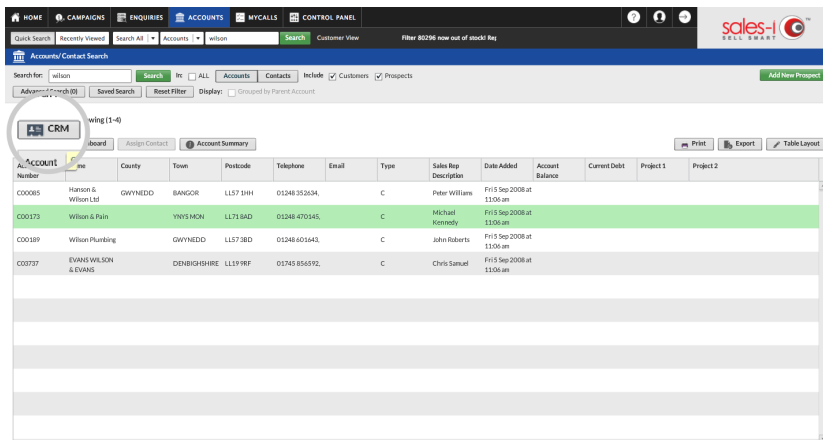 HOME CAMPAIGNS ENQUIRIES ACCOUNTS MYCALLS CONTROL PANEL
sales-i
SELL SMART
Quick Search Recently Viewed Search All Accounts wilson Search Customer View Filter 80296 now out of stock!
Accounts/ Contact Search
Search for: wilson Search In: ALL Accounts Contacts Include Customers Prospects Add New Prospect
Advanced Search (0) Saved Search Reset Filter Display: Grouped by Parent Account
(1-4)
CRM Assign Contact Account Summary Print Export Table Layout
Account Number County Town Postcode Telephone Email Type Sales Rep Description Date Added Account Balance Current Debt Project 1 Project 2
C00085 Hanson & Wilson Ltd GWYNEDD BANGOR LL57 1HH 01248 352634, C Peter Williams Fri 5 Sep 2008 at 11:06 am
C00173 Wilson & Pain YNYS MON LL71 8AD 01248 470145, C Michael Kennedy Fri 5 Sep 2008 at 11:06 am
C00189 Wilson Plumbing GWYNEDD LL57 3BD 01248 601643, C John Roberts Fri 5 Sep 2008 at 11:06 am
C03737 EVANS WILSON & EVANS DENBIGHSHIRE LL19 9RF 01745 856592, C Chris Samuel Fri 5 Sep 2008 at 11:06 am